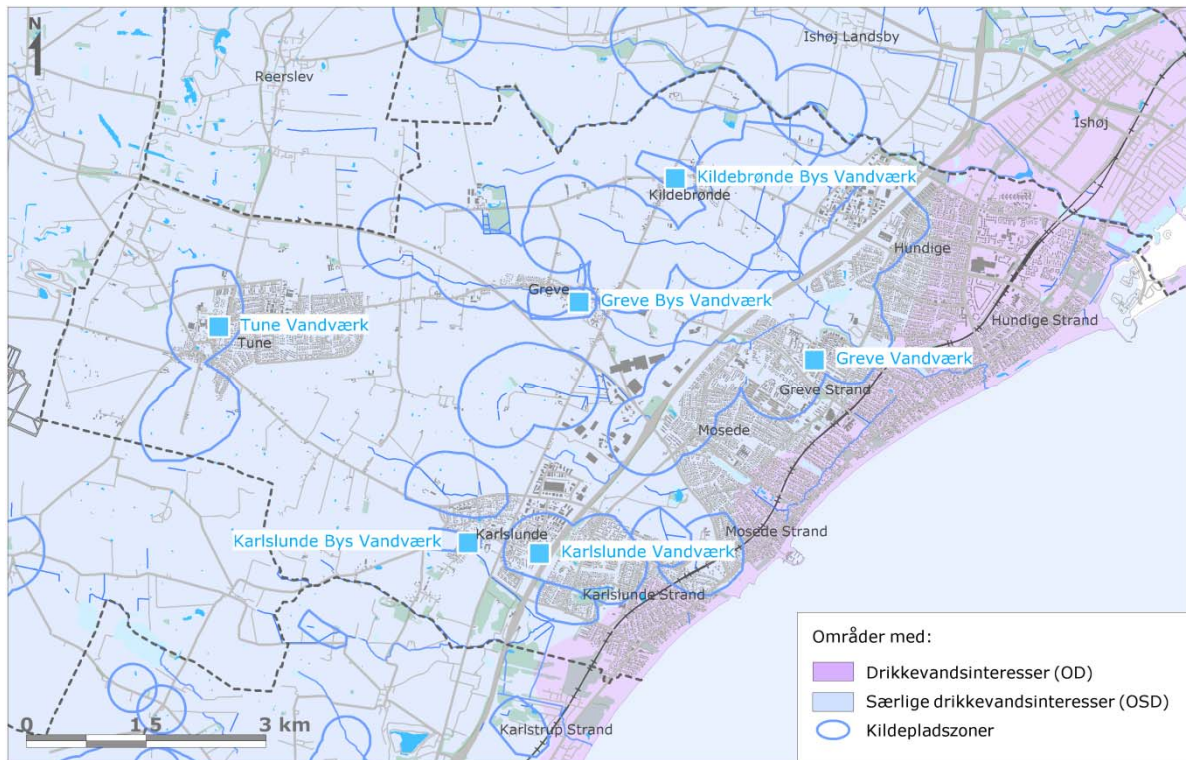 N
Ishøj Landsby
Reerslev
Ishøj
Kildebrønde Bys Vandværk
Kildebrønde
Hundige
Greve
Greve Bys Vandværk
Hundige Strand
Tune Vandværk
Tune
Greve Vandværk
Greve Strand
Mosede
Mosede Strand
Karlslunde Bys Vandværk
Karlslunde
Karlslunde Vandværk
Karlslunde Strand
Karlstrup Strand
0 1,5 3 km
Områder med:
Drikkevandsinteresser (OD)
Særlige drikkevandsinteresser (OSD)
Kildepladszoner